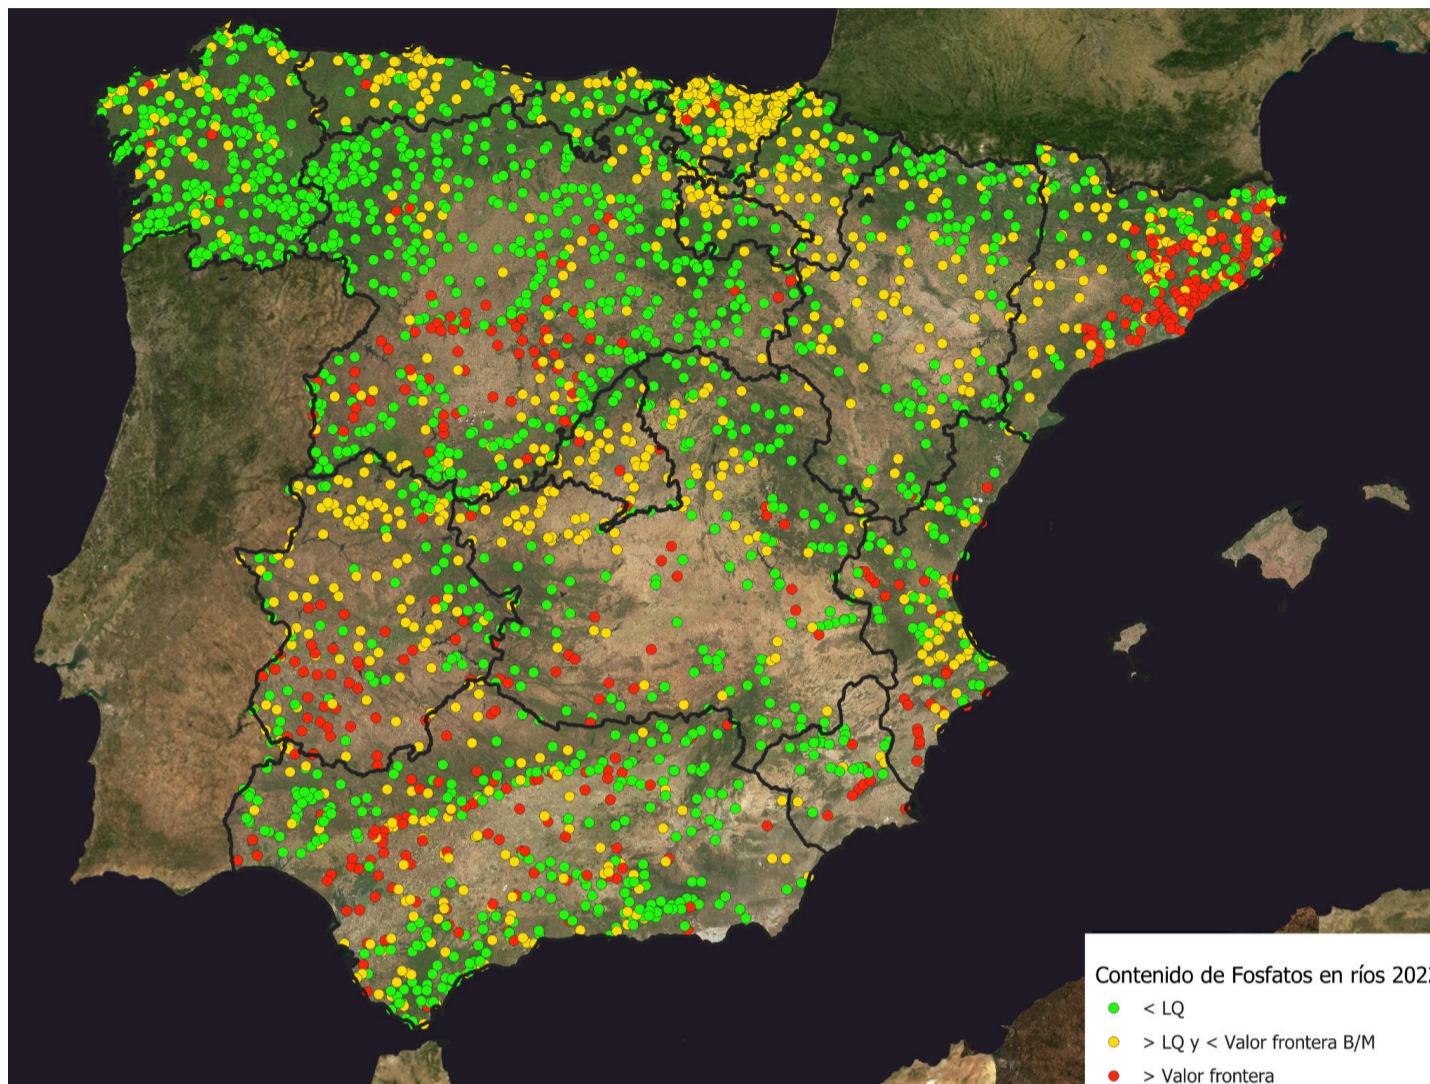 Contenido de Fosfatos en ríos
< LQ
> LQ y < Valor frontera B/M
> Valor frontera